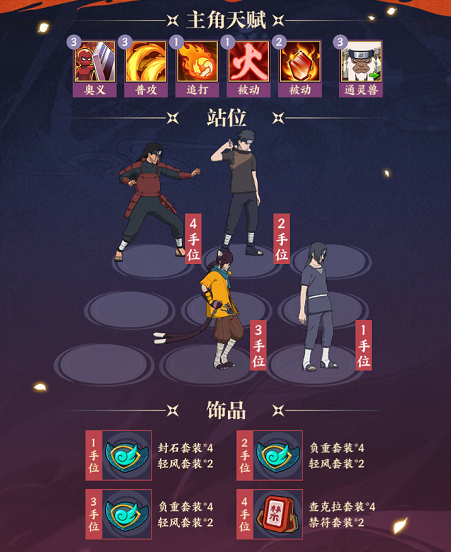 主角天赋
3 3 1 1 2 3
奥义 普攻 追打 被动 被动 通灵兽
火
站位
4手位
2手位
3手位
1手位
饰品
1手位
封石套装*4
轻风套装*2
2手位
负重套装*4
轻风套装*2
3手位
负重套装*4
轻风套装*2
4手位
禁
查克拉套装*4
禁符套装*2